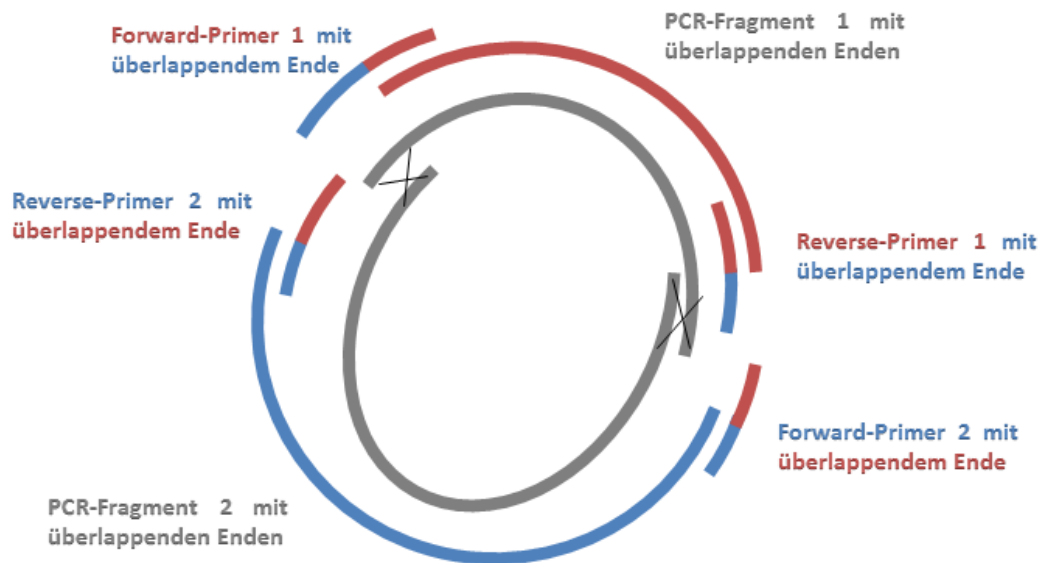 Forward-Primer 1 mit
überlappendem Ende
PCR-Fragment 1 mit
überlappenden Enden
Reverse-Primer 2 mit
überlappendem Ende
Reverse-Primer 1 mit
überlappendem Ende
Forward-Primer 2 mit
überlappendem Ende
PCR-Fragment 2 mit
überlappenden Enden